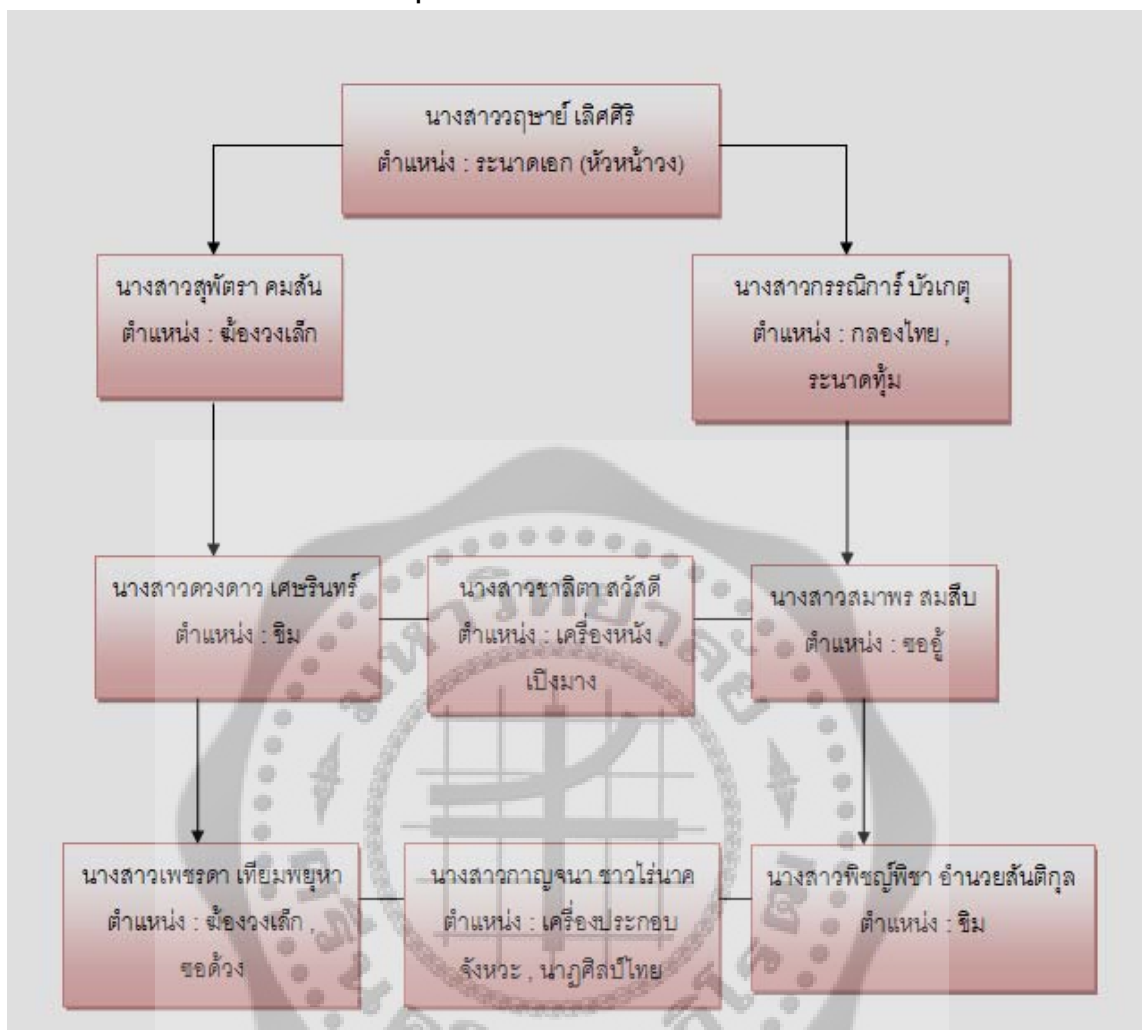 นางสาววฤษาย์ เลิศศิริ
ตำแหน่ง : ระนาดเอก (หัวหน้าวง)
นางสาวสุพัตรา คมสัน
ตำแหน่ง : ฆ้องวงเล็ก
นางสาวกรรณิการ์ บัวเกตุ
ตำแหน่ง : กลองไทย ,
ระนาดทุ้ม
นางสาวดวงดาว เศษรินทร์
ตำแหน่ง : ขิม
นางสาวชาลิตา สวัสดี
ตำแหน่ง : เครื่องหนัง ,
เปิงมาง
นางสาวสมาพร สมสืบ
ตำแหน่ง : ซออู้
นางสาวเพชรดา เทียมพยุหา
ตำแหน่ง : ฆ้องวงเล็ก ,
ซอด้วง
นางสาวกาญจนา ชาวไร่นาค
ตำแหน่ง : เครื่องประกอบ
จังหวะ , นาฏศิลป์ไทย
นางสาวพิชญ์พิชา อำนวยสันติกุล
ตำแหน่ง : ขิม
มหาวิทยาลัย